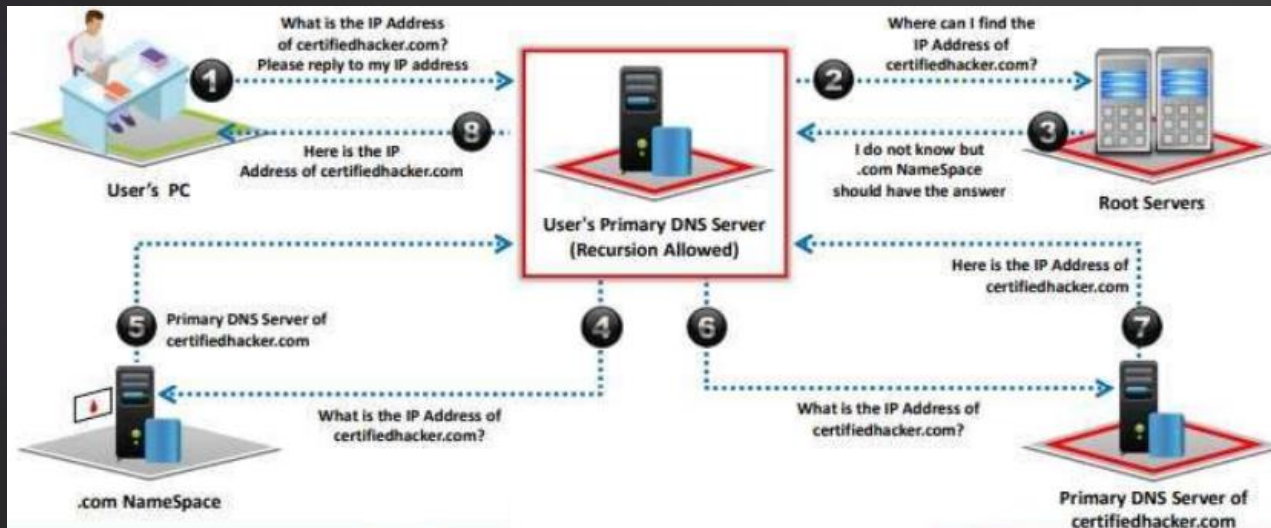 What is the IP Address
of certifiedhacker.com?
Please reply to my IP address
1
8
Here is the IP
Address of certifiedhacker.com
User's PC
User's Primary DNS Server
(Recursion Allowed)
Where can I find the
IP Address of
certifiedhacker.com?
2
3
I do not know but
.com NameSpace
should have the answer
Root Servers
5
Primary DNS Server of
certifiedhacker.com
4
What is the IP Address of
certifiedhacker.com?
.com NameSpace
6
What is the IP Address of
certifiedhacker.com?
Here is the IP Address of
certifiedhacker.com
7
Primary DNS Server of
certifiedhacker.com